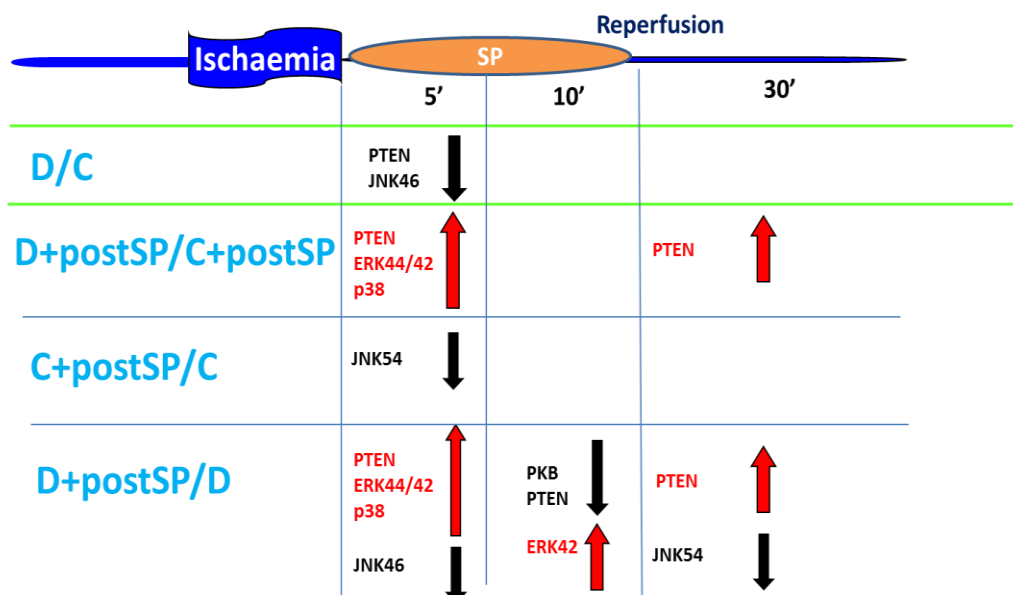 Reperfusion
Ischaemia
SP
5’ 10’ 30’
D/C
PTEN
JNK46
D+postSP/C+postSP
PTEN
ERK44/42
p38
PTEN
C+postSP/C
JNK54
D+postSP/D
PTEN
ERK44/42
p38
JNK46
PKB
PTEN
ERK42
PTEN
JNK54